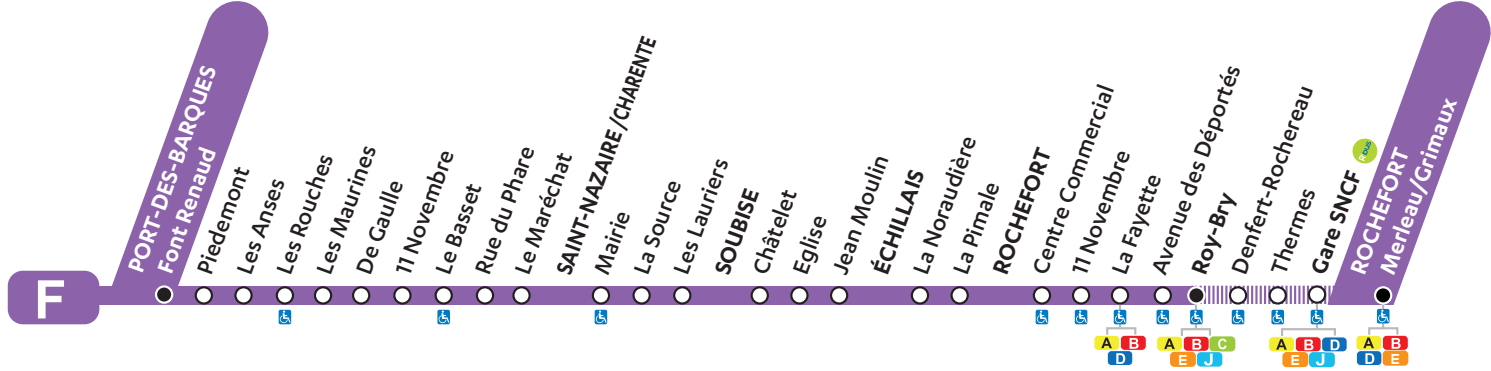 F
PORT-DES-BARQUES
Font Renaud
Piedemont
Les Anses
Les Rouches
Les Maurines
De Gaulle
11 Novembre
Le Basset
Rue du Phare
Le Maréchat
SAINT-NAZAIRE/CHARENTE
Mairie
La Source
Les Lauriers
SOUBISE
Châtelet
Eglise
Jean Moulin
ÉCHILLAIS
La Noraudière
La Pimale
ROCHEFORT
Centre Commercial
11 Novembre
La Fayette
A B
D
Avenue des Déportés
Roy-Bry
A B C
E J
Denfert-Rochereau
Thermes
Gare SNCF
R'bus
A B D
E J
ROCHEFORT
Merleau/Grimaux
A B
D E